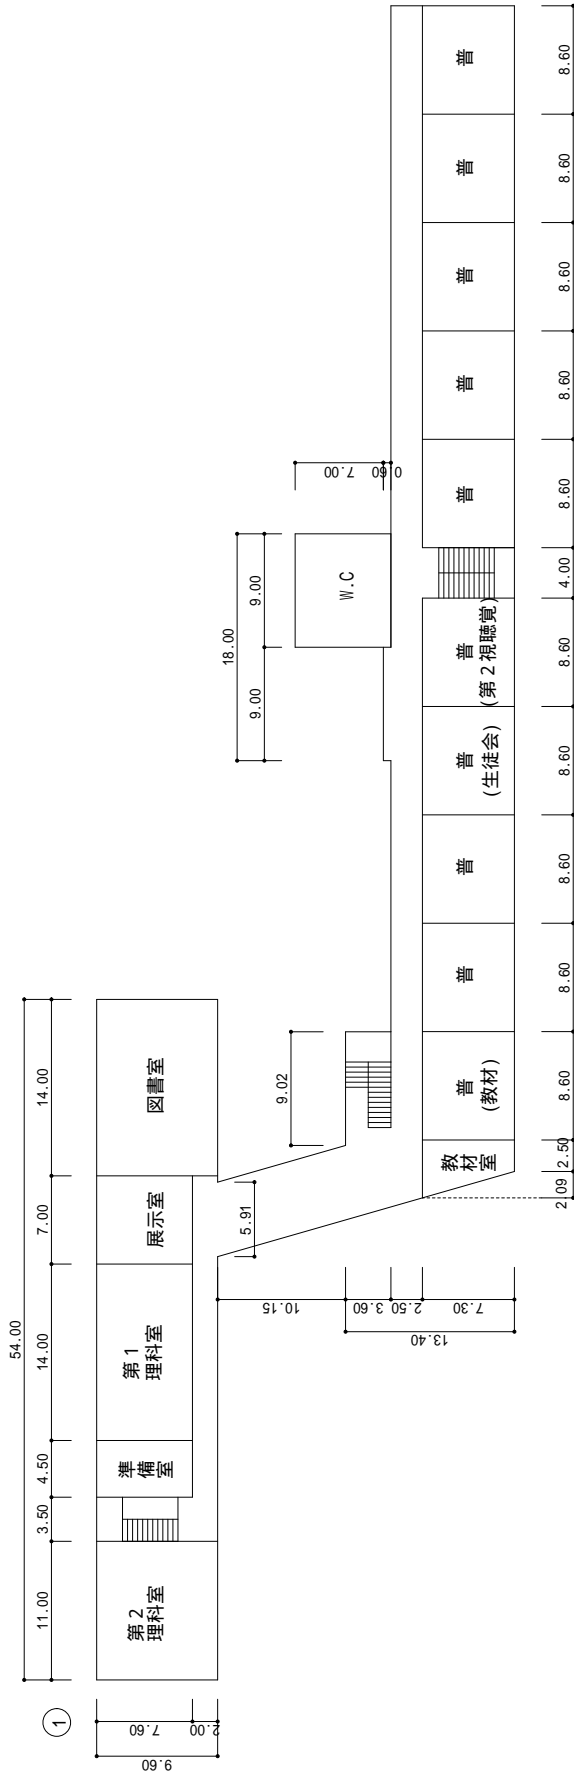 ①
54.00
11.00
3.50
4.50
14.00
7.00
14.00
9.60
7.60
2.00
第2
理科室
準
備
室
第1
理科室
展示室
図書室
5.91
9.02
10.15
3.60
2.50
7.30
13.40
18.00
9.00
9.00
7.00
0.60
W.C
教
材
室
普
(教材)
普
普
普
(生徒会)
普
(第2視聴覚)
普
普
普
普
普
2.09
2.50
8.60
8.60
8.60
8.60
8.60
4.00
8.60
8.60
8.60
8.60
8.60